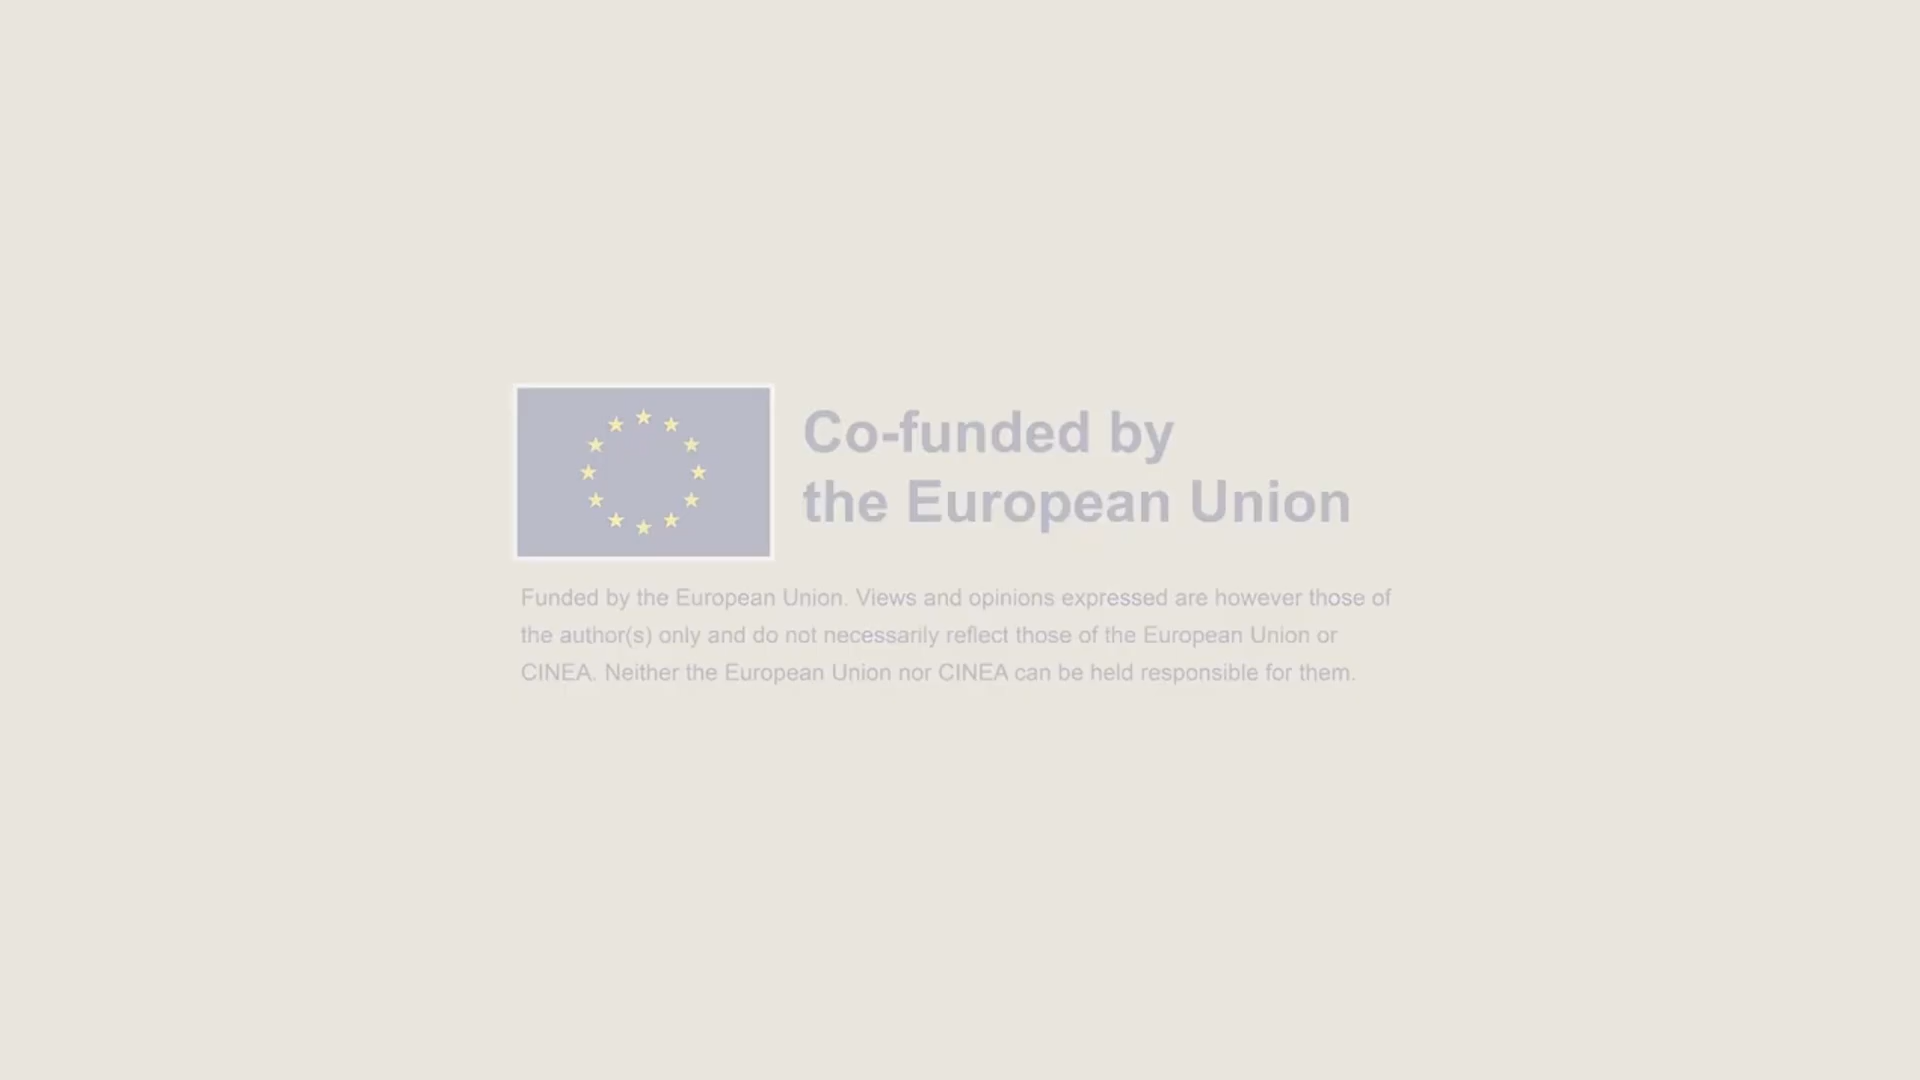 Co-funded by
the European Union
Funded by the European Union. Views and opinions expressed are however those of
the author(s) only and do not necessarily reflect those of the European Union or
CINEA. Neither the European Union nor CINEA can be held responsible for them.